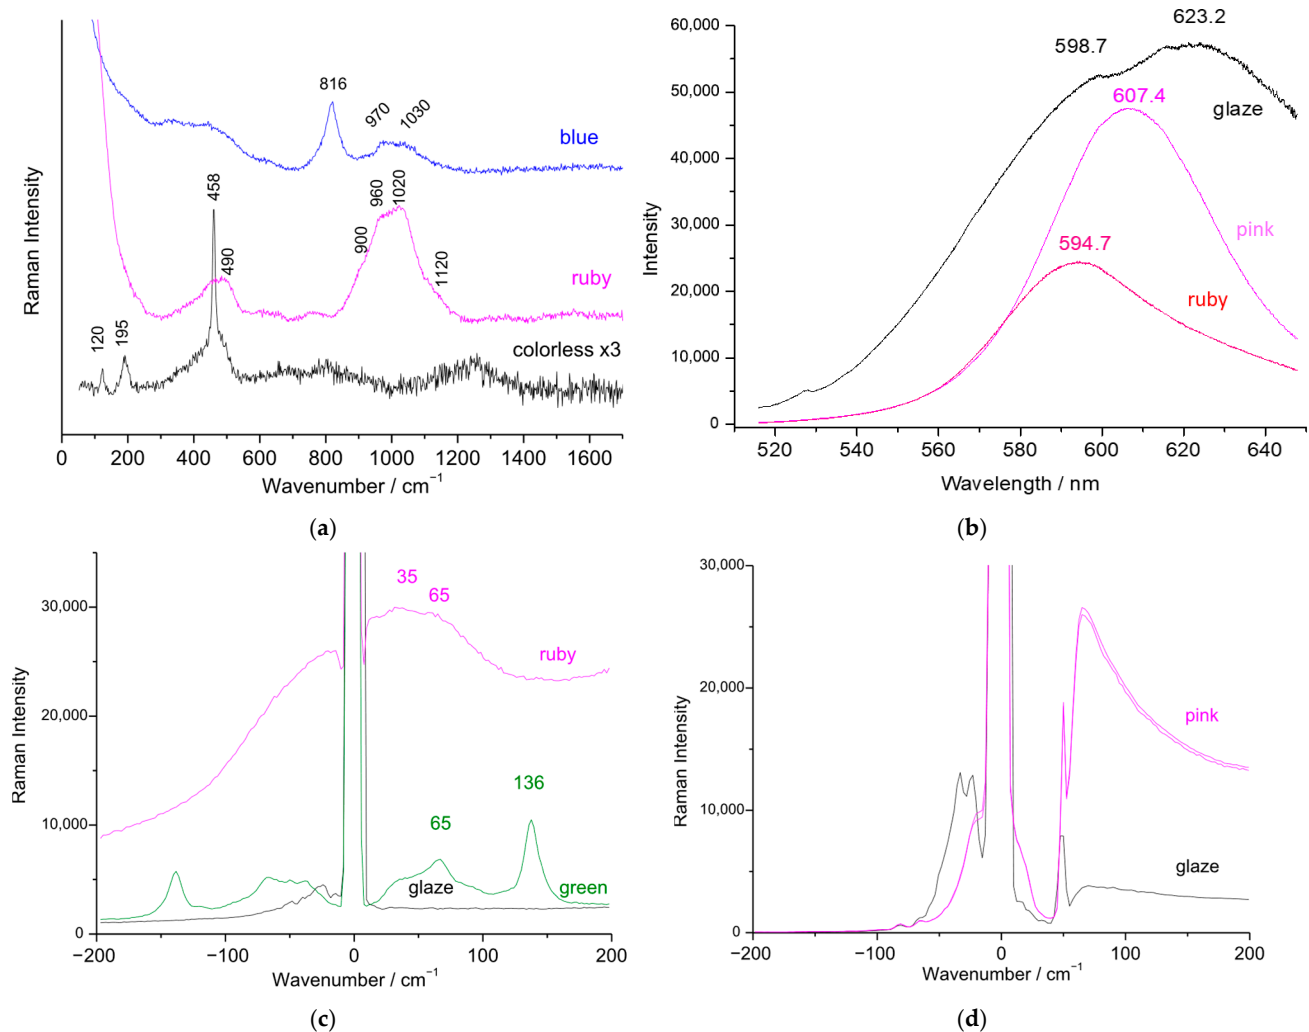 816
970
1030
blue
458
490
900
960
1020
1120
ruby
120
195
colorless x3
Raman Intensity
0
200
400
600
800
1000
1200
1400
1600
Wavenumber / cm⁻¹
(a)
60,000
50,000
40,000
30,000
20,000
10,000
0
Intensity
598.7
623.2
607.4
glaze
pink
594.7
ruby
520
540
560
580
600
620
640
Wavelength / nm
(b)
30,000
20,000
10,000
0
Raman Intensity
35
65
ruby
136
65
glaze
green
−200
−100
0
100
200
Wavenumber / cm⁻¹
(c)
30,000
20,000
10,000
0
Raman Intensity
pink
glaze
−200
−100
0
100
200
Wavenumber / cm⁻¹
(d)